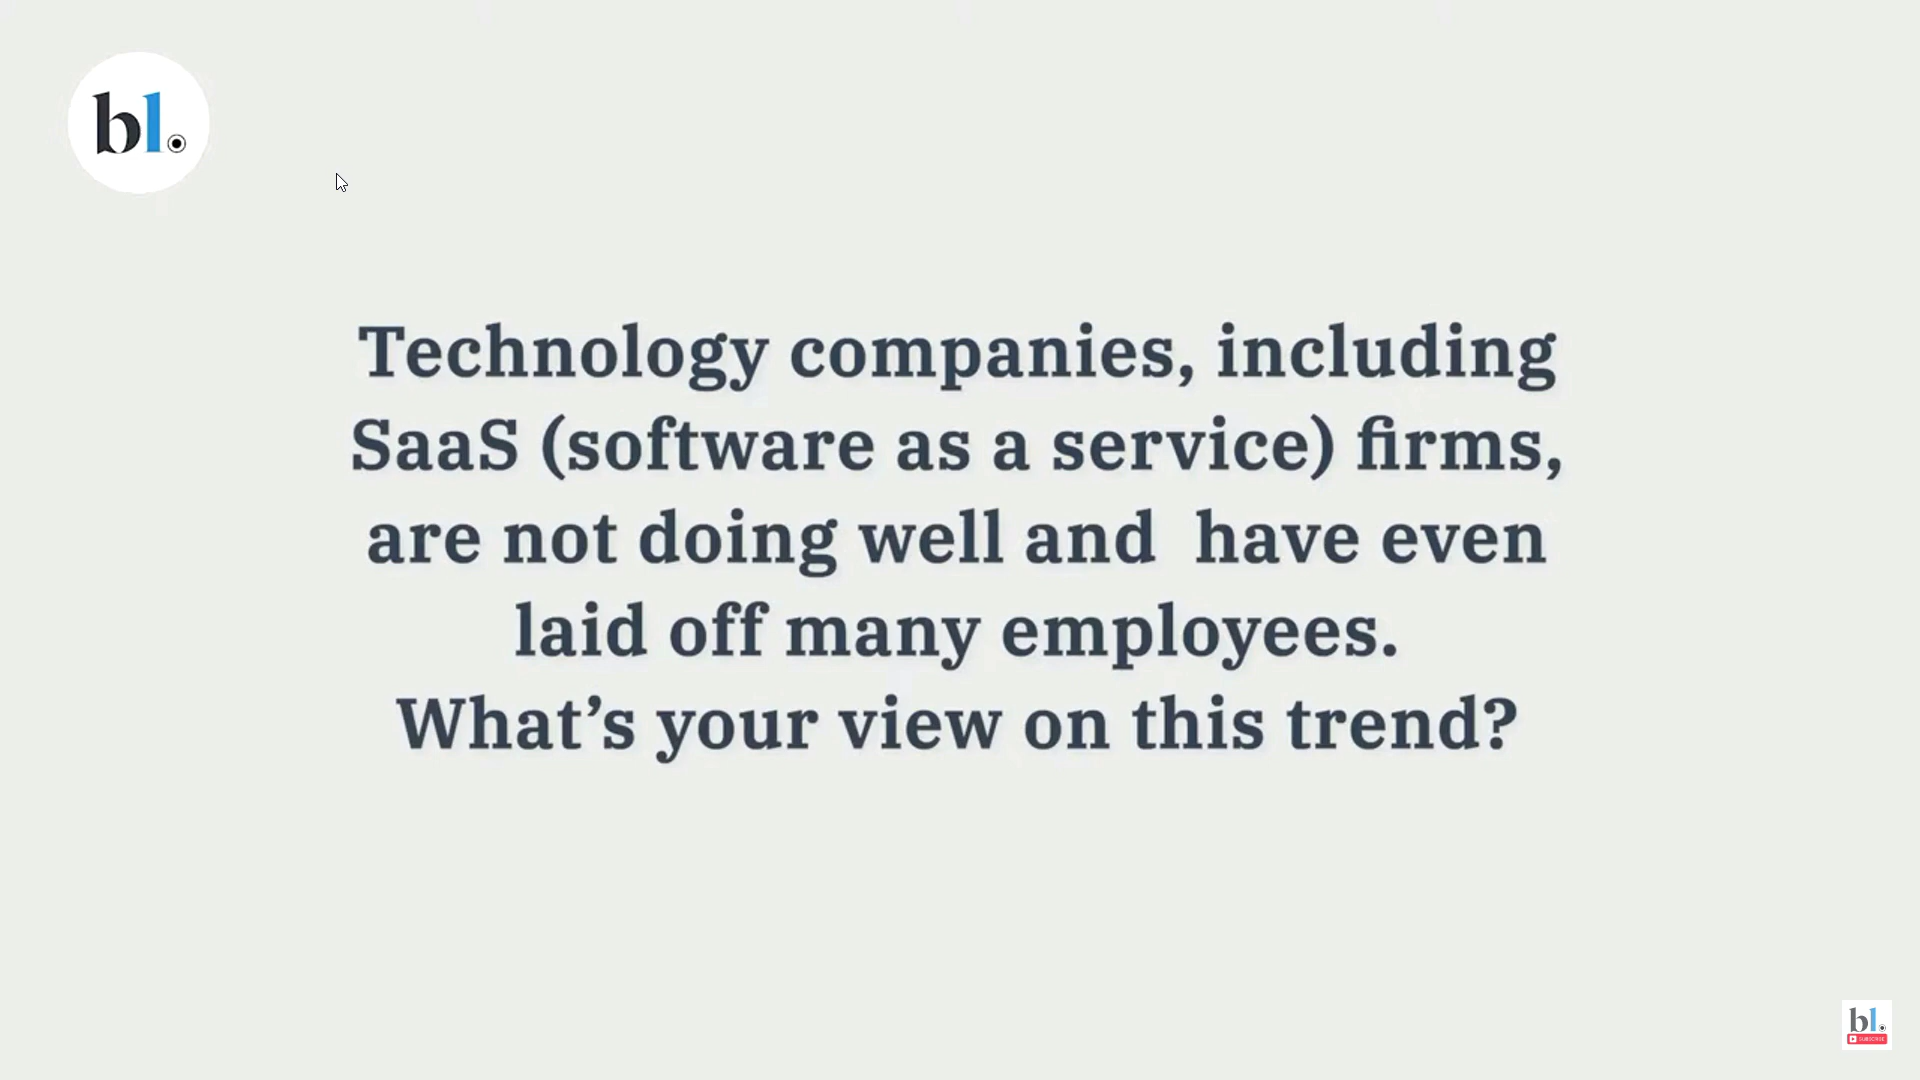 bl.
Technology companies, including
SaaS (software as a service) firms,
are not doing well and  have even
laid off many employees.
What’s your view on this trend?
bl.
SUBSCRIBE